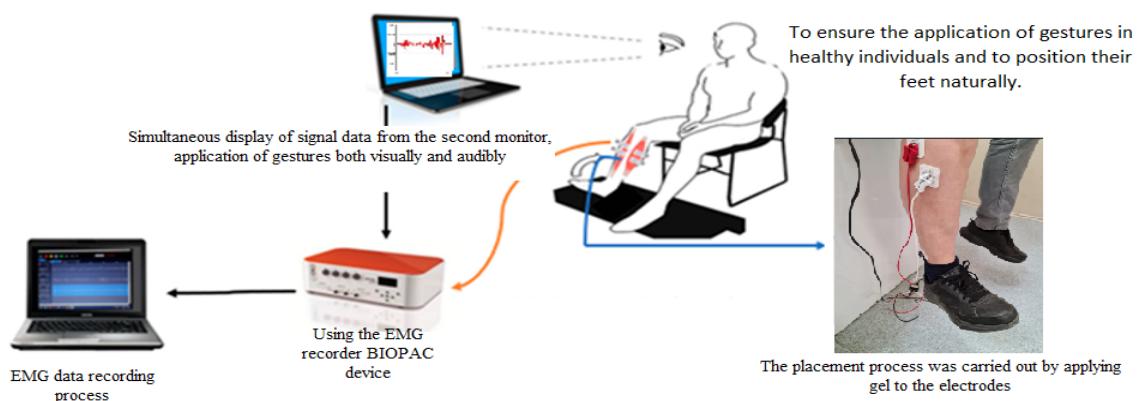 To ensure the application of gestures in
healthy individuals and to position their
feet naturally.
Simultaneous display of signal data from the second monitor,
application of gestures both visually and audibly
Using the EMG
recorder BIOPAC
device
EMG data recording
process
The placement process was carried out by applying
gel to the electrodes